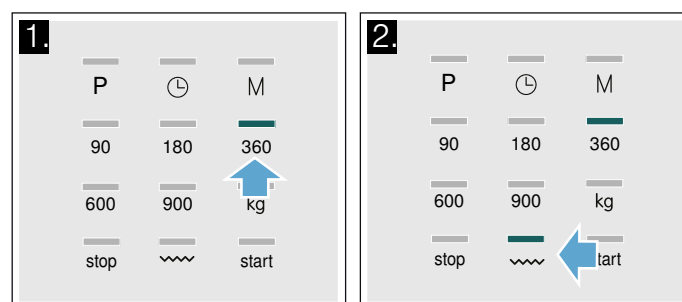 1.
P M
90 180 360
600 900 kg
stop start
2.
P M
90 180 360
600 900 kg
stop tart